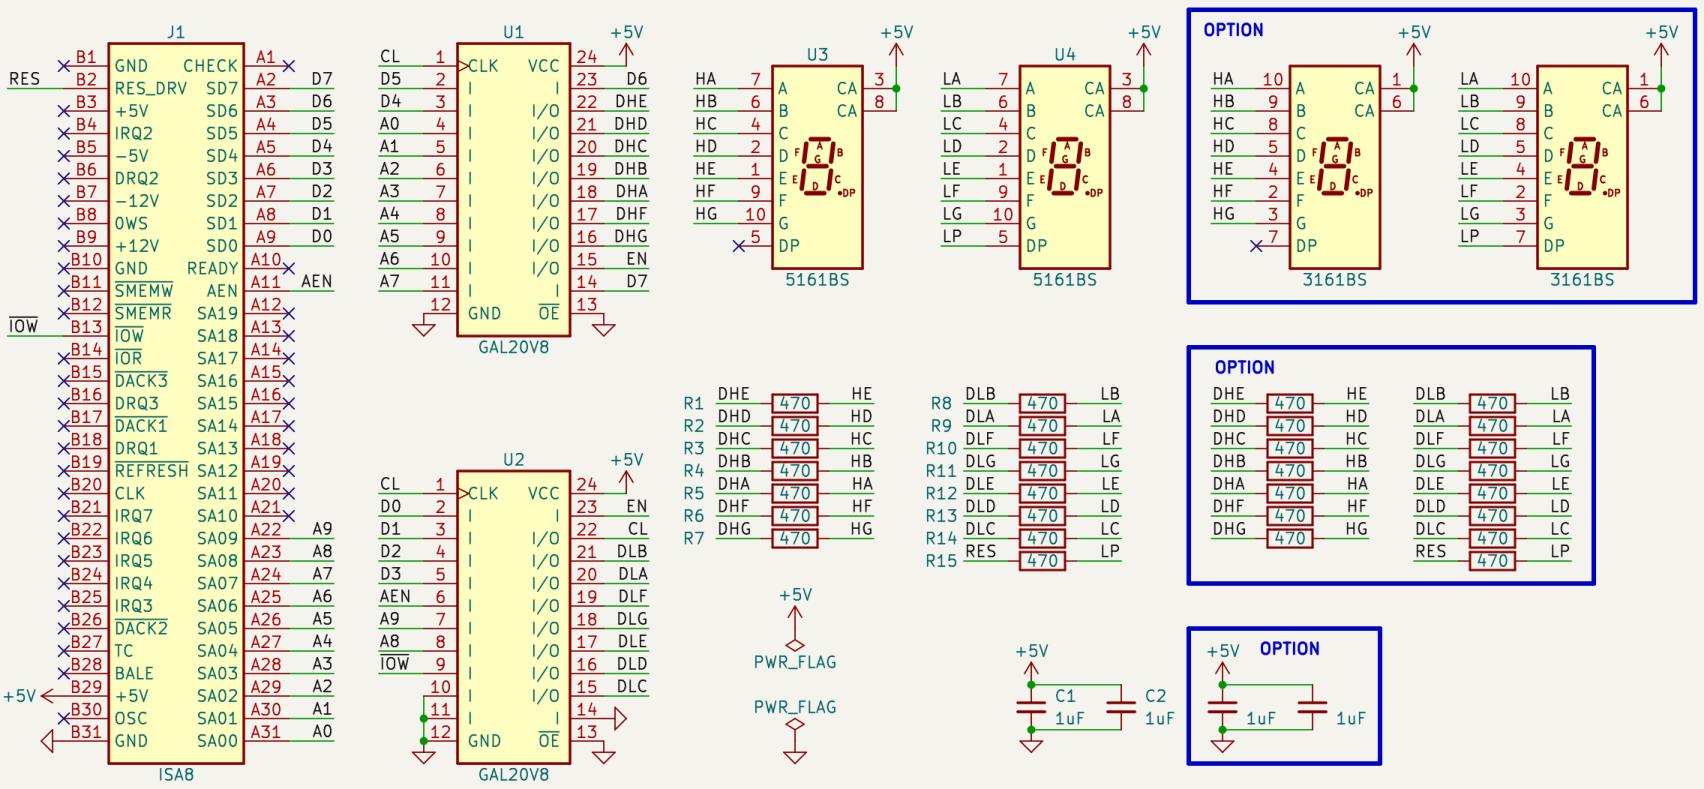 J1
B1 GND CHECK A1
RES B2 RES_DRV SD7 A2 D7
B3 +5V SD6 A3 D6
B4 IRQ2 SD5 A4 D5
B5 -5V SD4 A5 D4
B6 DRQ2 SD3 A6 D3
B7 -12V SD2 A7 D2
B8 0WS SD1 A8 D1
B9 +12V SD0 A9 D0
B10 GND READY A10
B11 SMEMW AEN A11 AEN
B12 SMEMR SA19 A12
IOW B13 IOW SA18 A13
B14 IOR SA17 A14
B15 DACK3 SA16 A15
B16 DRQ3 SA15 A16
B17 DACK1 SA14 A17
B18 DRQ1 SA13 A18
B19 REFRESH SA12 A19
B20 CLK SA11 A20
B21 IRQ7 SA10 A21
B22 IRQ6 SA09 A22 A9
B23 IRQ5 SA08 A23 A8
B24 IRQ4 SA07 A24 A7
B25 IRQ3 SA06 A25 A6
B26 DACK2 SA05 A26 A5
B27 TC SA04 A27 A4
B28 BALE SA03 A28 A3
+5V B29 +5V SA02 A29 A2
B30 OSC SA01 A30 A1
B31 GND SA00 A31 A0
ISA8
U1
+5V
CL 1 CLK VCC 24
D5 2 I I 23 D6
D4 3 I I/O 22 DHE
A0 4 I I/O 21 DHD
A1 5 I I/O 20 DHC
A2 6 I I/O 19 DHB
A3 7 I I/O 18 DHA
A4 8 I I/O 17 DHF
A5 9 I I/O 16 DHG
A6 10 I I/O 15 EN
A7 11 I I 14 D7
12 GND OE 13
GAL20V8
U2
+5V
CL 1 CLK VCC 24
D0 2 I I 23 EN
D1 3 I I/O 22 CL
D2 4 I I/O 21 DLB
D3 5 I I/O 20 DLA
AEN 6 I I/O 19 DLF
A9 7 I I/O 18 DLG
A8 8 I I/O 17 DLE
IOW 9 I I/O 16 DLD
10 I I/O 15 DLC
11 I I 14
12 GND OE 13
GAL20V8
U3
+5V
HA 7 A CA 3
HB 6 B CA 8
HC 4 C
HD 2 D
HE 1 E
HF 9 F
HG 10 G
5 DP
A
F G B
E D C
DP
5161BS
U4
+5V
LA 7 A CA 3
LB 6 B CA 8
LC 4 C
LD 2 D
LE 1 E
LF 9 F
LG 10 G
LP 5 DP
A
F G B
E D C
DP
5161BS
OPTION
+5V
HA 10 A CA 1
HB 9 B CA 6
HC 8 C
HD 5 D
HE 4 E
HF 2 F
HG 3 G
7 DP
A
F G B
E D C
DP
3161BS
+5V
LA 10 A CA 1
LB 9 B CA 6
LC 8 C
LD 5 D
LE 4 E
LF 2 F
LG 3 G
LP 7 DP
A
F G B
E D C
DP
3161BS
R1 DHE 470 HE
R2 DHD 470 HD
R3 DHC 470 HC
R4 DHB 470 HB
R5 DHA 470 HA
R6 DHF 470 HF
R7 DHG 470 HG
R8 DLB 470 LB
R9 DLA 470 LA
R10 DLF 470 LF
R11 DLG 470 LG
R12 DLE 470 LE
R13 DLD 470 LD
R14 DLC 470 LC
R15 RES 470 LP
OPTION
DHE 470 HE
DHD 470 HD
DHC 470 HC
DHB 470 HB
DHA 470 HA
DHF 470 HF
DHG 470 HG
DLB 470 LB
DLA 470 LA
DLF 470 LF
DLG 470 LG
DLE 470 LE
DLD 470 LD
DLC 470 LC
RES 470 LP
+5V
PWR_FLAG
PWR_FLAG
+5V
C1 C2
1uF 1uF
OPTION
+5V
1uF 1uF